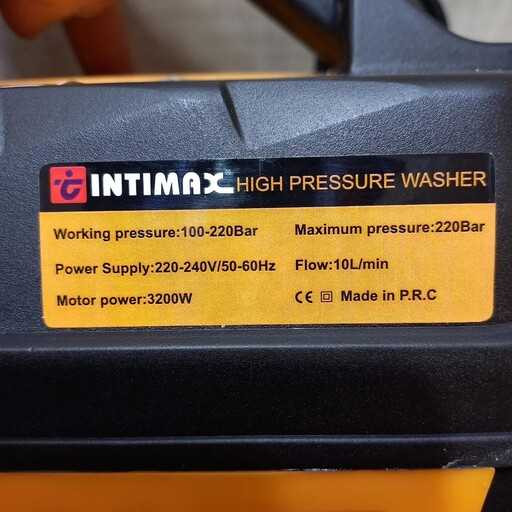 INTIMAX HIGH PRESSURE WASHER
Working pressure:100-220Bar Maximum pressure:220Bar
Power Supply:220-240V/50-60Hz Flow:10L/min
Motor power:3200W CE Made in P.R.C